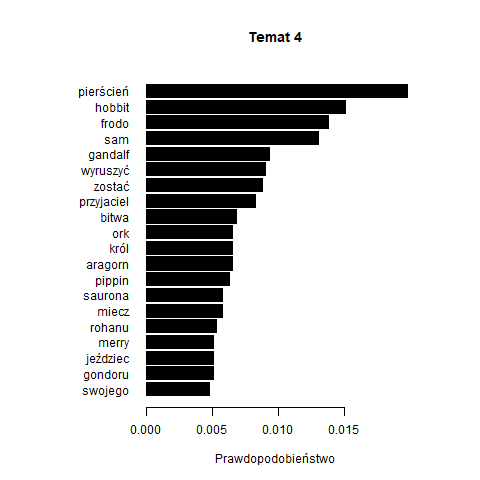 Temat 4
pierścień
hobbit
frodo
sam
gandalf
wyruszyć
zostać
przyjaciel
bitwa
ork
król
aragorn
pippin
saurona
miecz
rohanu
merry
jeździec
gondoru
swojego
0.000 0.005 0.010 0.015
Prawdopodobieństwo